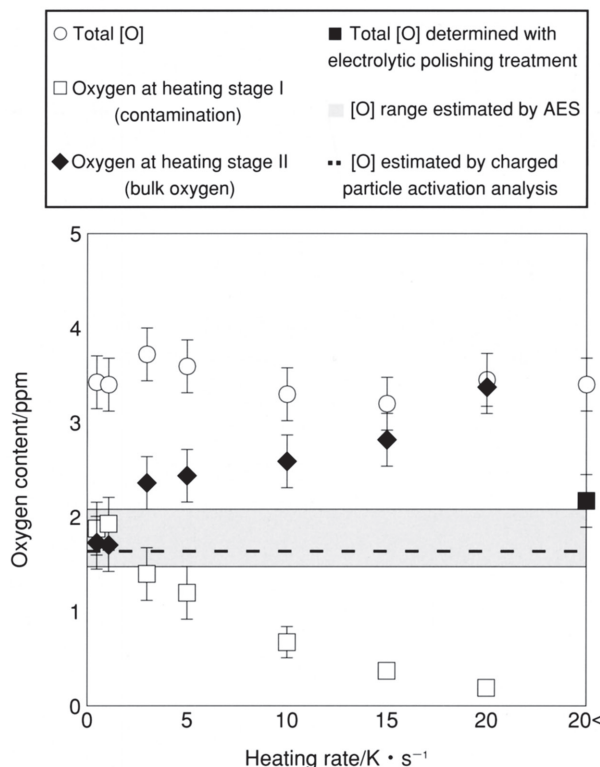 Total [O]
Oxygen at heating stage I
(contamination)
Oxygen at heating stage II
(bulk oxygen)
Total [O] determined with
electrolytic polishing treatment
[O] range estimated by AES
[O] estimated by charged
particle activation analysis
5
4
3
2
1
0
Oxygen content/ppm
0
5
10
15
20
20<
Heating rate/K・s⁻¹